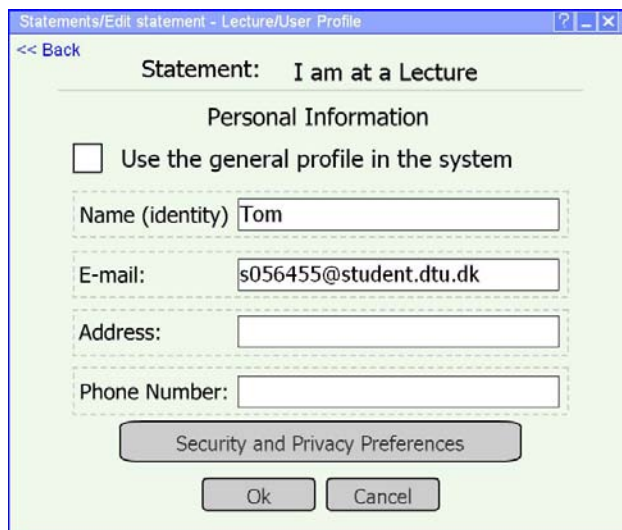 Statements/Edit statement - Lecture/User Profile
<< Back
Statement: I am at a Lecture
Personal Information
Use the general profile in the system
Name (identity) Tom
E-mail: s056455@student.dtu.dk
Address:
Phone Number:
Security and Privacy Preferences
Ok Cancel